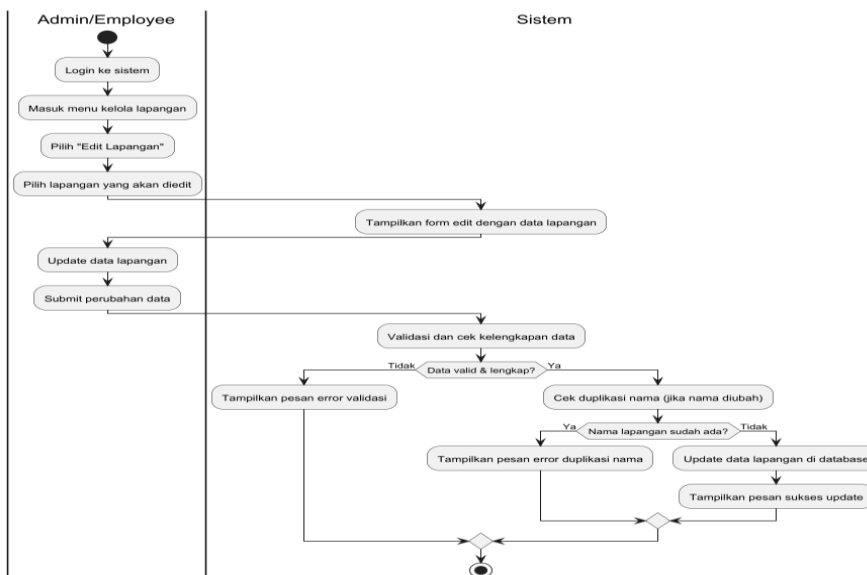 Admin/Employee
Sistem
Login ke sistem
Masuk menu kelola lapangan
Pilih "Edit Lapangan"
Pilih lapangan yang akan diedit
Tampilkan form edit dengan data lapangan
Update data lapangan
Submit perubahan data
Validasi dan cek kelengkapan data
Tidak
Data valid & lengkap?
Ya
Tampilkan pesan error validasi
Cek duplikasi nama (jika nama diubah)
Ya
Nama lapangan sudah ada?
Tidak
Tampilkan pesan error duplikasi nama
Update data lapangan di database
Tampilkan pesan sukses update